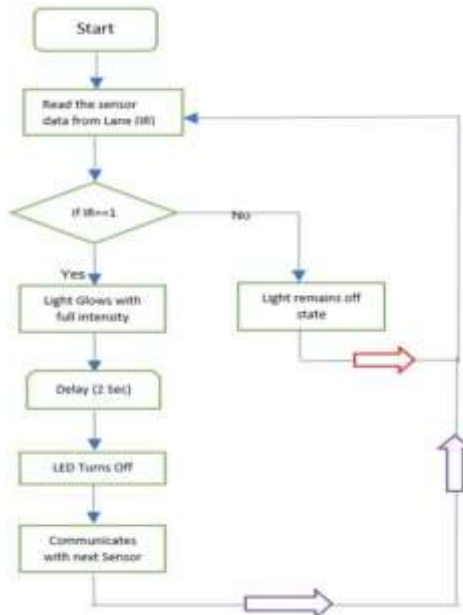 Start
Read the sensor
data from Lane (IR)
If IR==1
No
Yes
Light Glows with
full intensity
Light remains off
state
Delay (2 Sec)
LED Turns Off
Communicates
with next Sensor